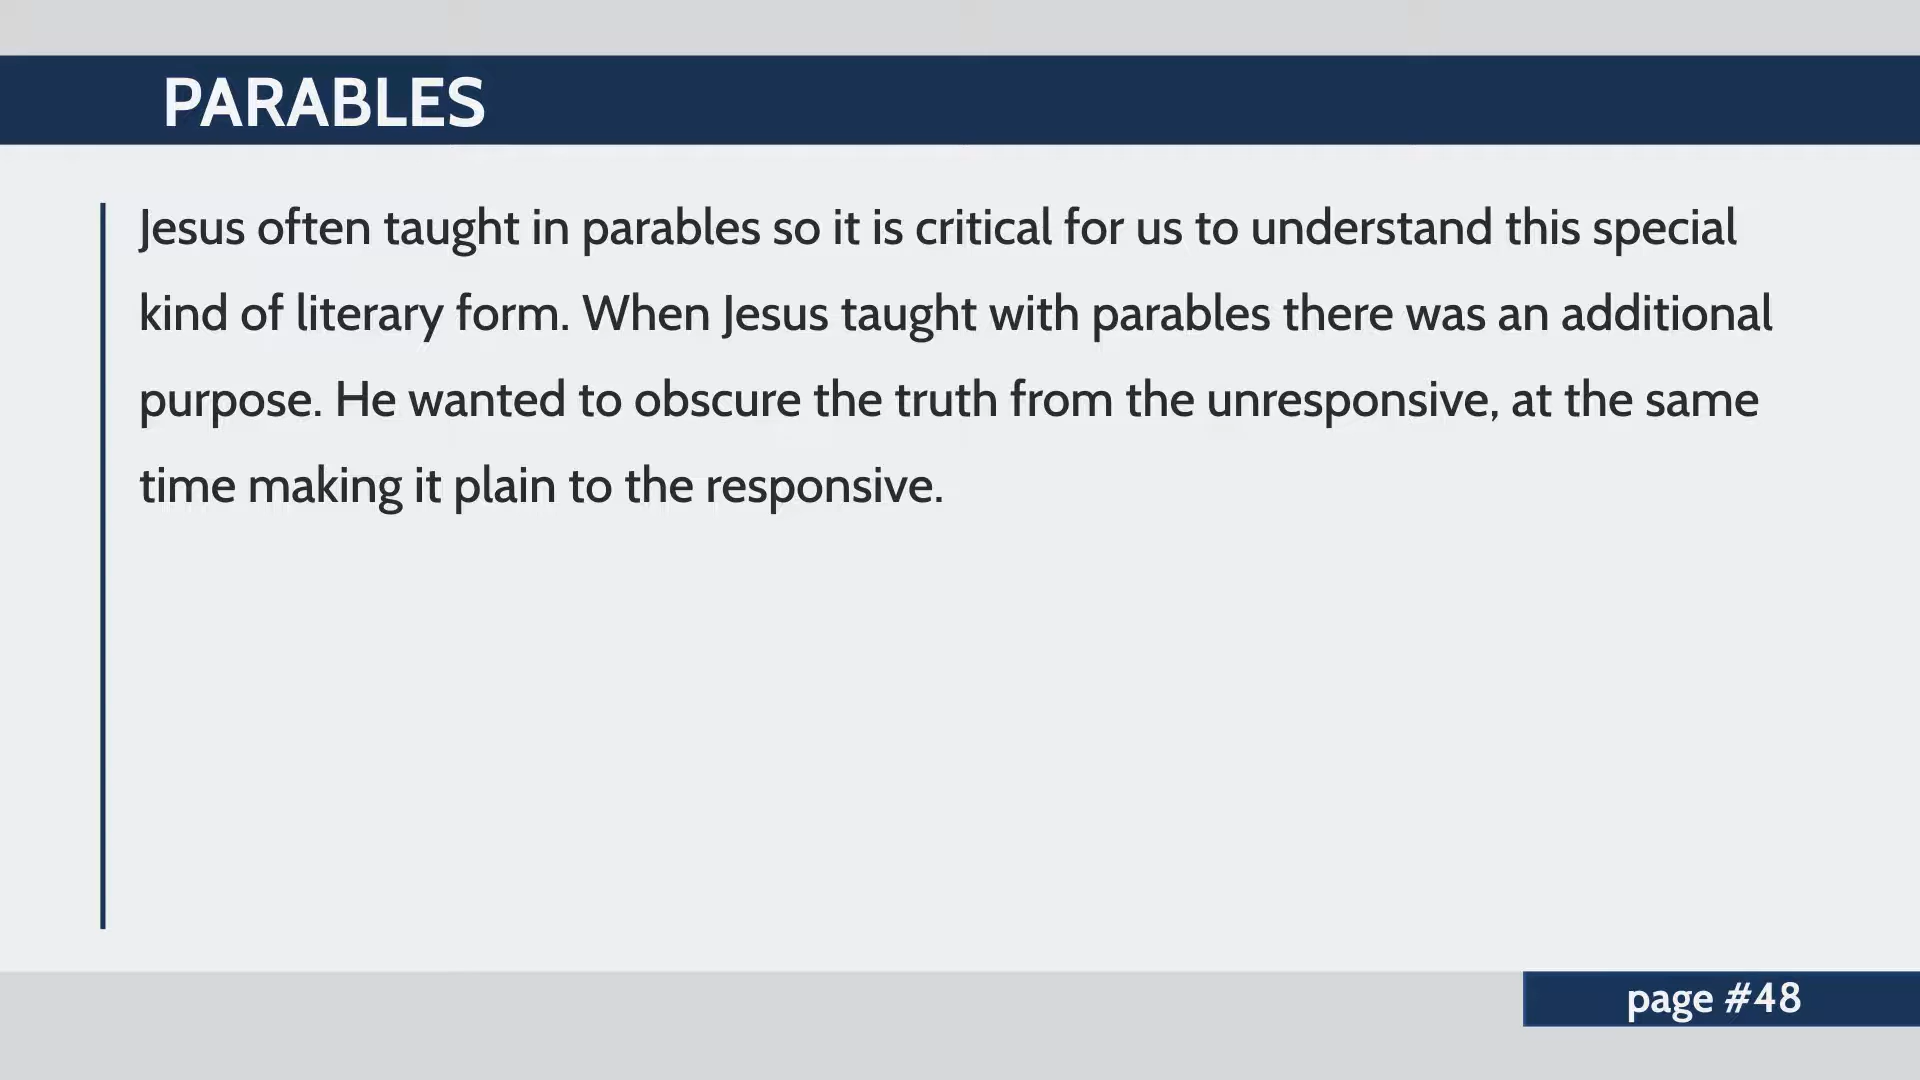 PARABLES
Jesus often taught in parables so it is critical for us to understand this special
kind of literary form. When Jesus taught with parables there was an additional
purpose. He wanted to obscure the truth from the unresponsive, at the same
time making it plain to the responsive.
page #48